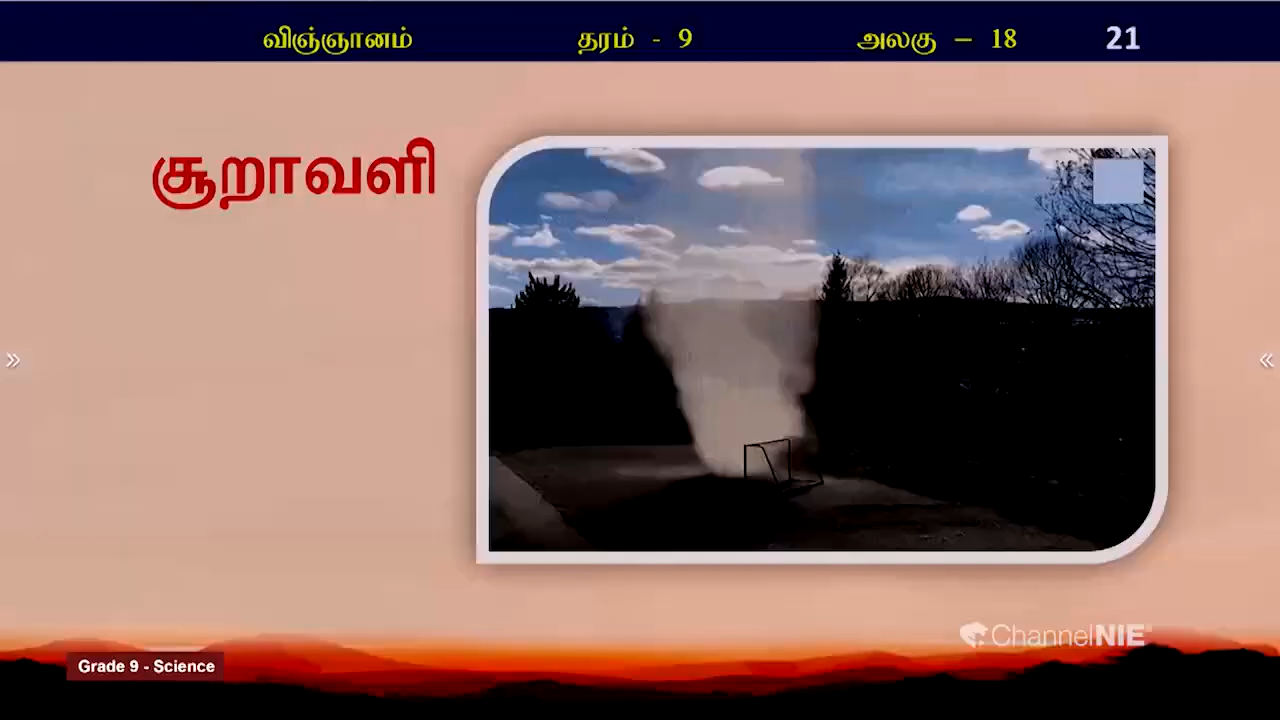 விஞ்ஞானம் தரம் - 9 அலகு – 18 21
சூறாவளி
ChannelNIE
Grade 9 - Science